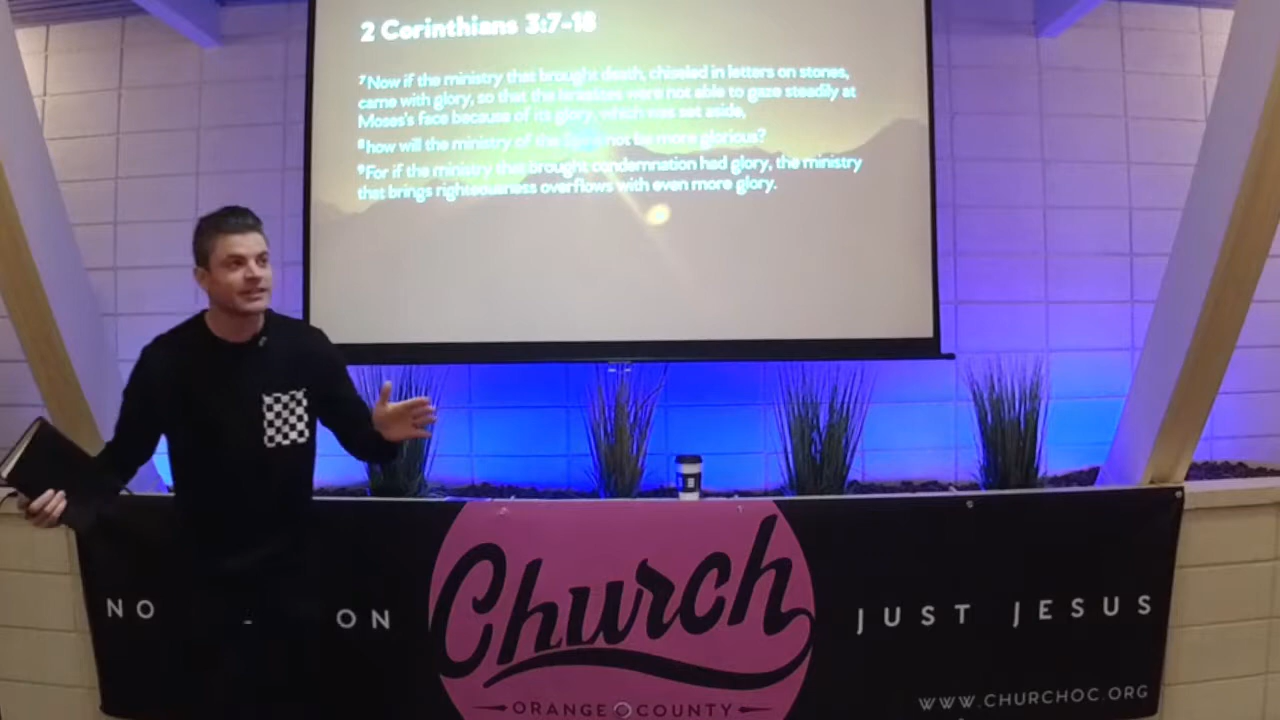 2 Corinthians 3:7-18
7 Now if the ministry that brought death, chiseled in letters on stones,
came with glory, so that the Israelites were not able to gaze steadily at
Moses's face because of its glory, which was set aside,
8 how will the ministry of the not be more glorious?
9 For if the ministry that brought condemnation had glory, the ministry
that brings righteousness overflows with even more glory.
NO ON
Church
JUST JESUS
ORANGE COUNTY
WWW.CHURCHOC.ORG